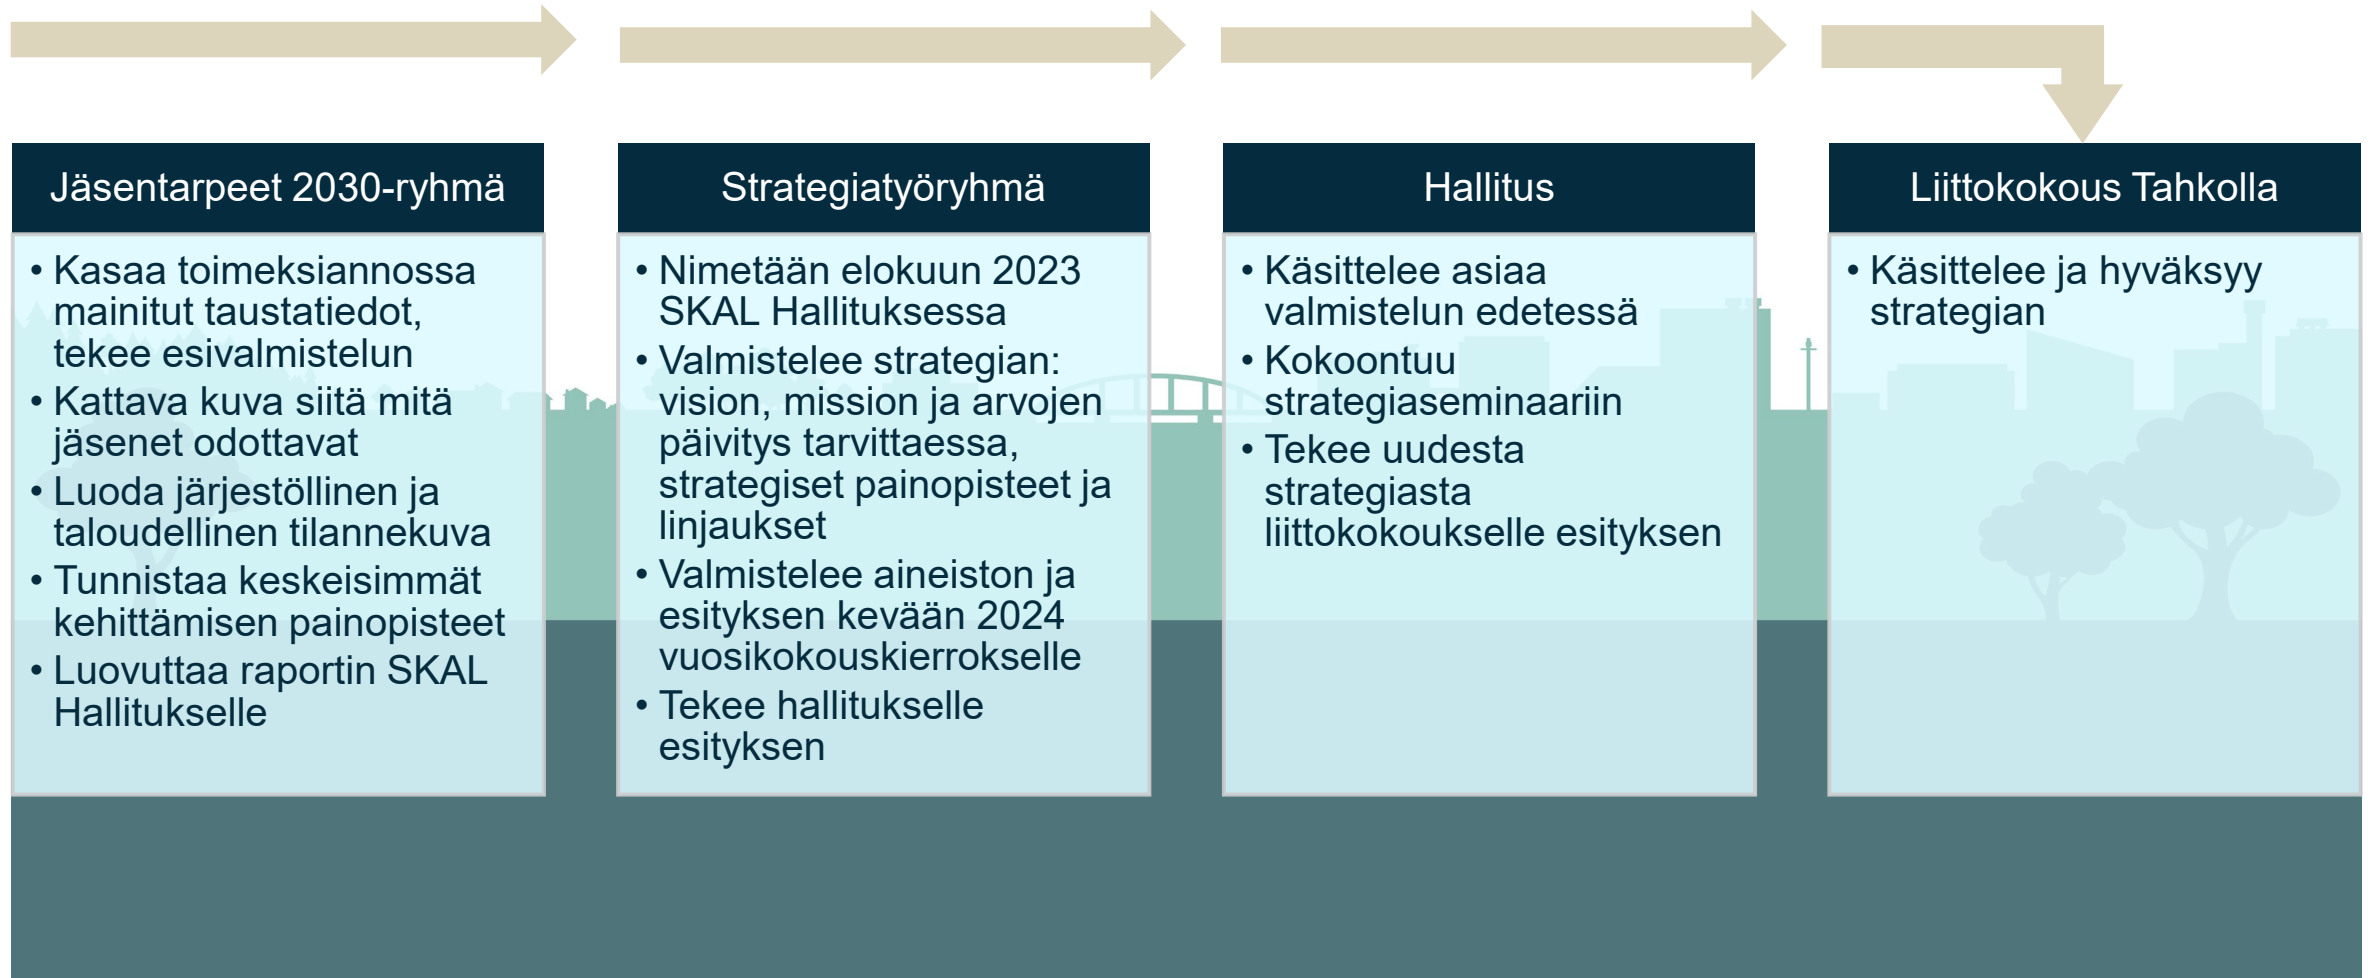 Jäsentarpeet 2030-ryhmä
• Kasaa toimeksiannossa
mainitut taustatiedot,
tekee esivalmistelun
• Kattava kuva siitä mitä
jäsenet odottavat
• Luoda järjestöllinen ja
taloudellinen tilannekuva
• Tunnistaa keskeisimmät
kehittämisen painopisteet
• Luovuttaa raportin SKAL
Hallitukselle
Strategiatyöryhmä
• Nimetään elokuun 2023
SKAL Hallituksessa
• Valmistelee strategian:
vision, mission ja arvojen
päivitys tarvittaessa,
strategiset painopisteet ja
linjaukset
• Valmistelee aineiston ja
esityksen kevään 2024
vuosikokouskierrokselle
• Tekee hallitukselle
esityksen
Hallitus
• Käsittelee asiaa
valmistelun edetessä
• Kokoontuu
strategiaseminaariin
• Tekee uudesta
strategiasta
liittokokoukselle esityksen
Liittokokous Tahkolla
• Käsittelee ja hyväksyy
strategian